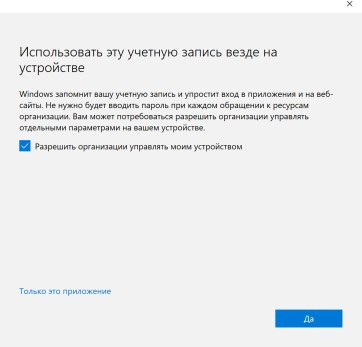 Использовать эту учетную запись везде на
устройстве
Windows запомнит вашу учетную запись и упростит вход в приложения и на веб-
сайты. Не нужно будет вводить пароль при каждом обращении к ресурсам
организации. Вам может потребоваться разрешить организации управлять
отдельными параметрами на вашем устройстве.
Разрешить организации управлять моим устройством
Только это приложение
Да